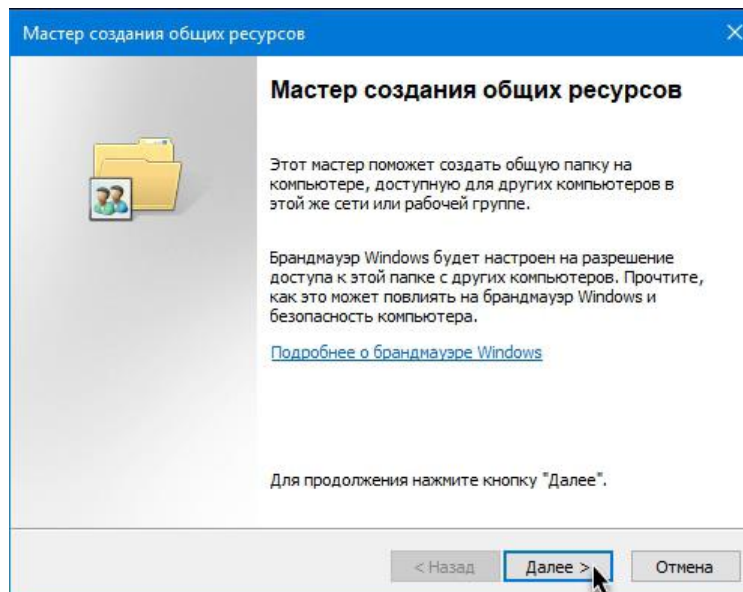 Мастер создания общих ресурсов
Мастер создания общих ресурсов
Этот мастер поможет создать общую папку на
компьютере, доступную для других компьютеров в
этой же сети или рабочей группе.
Брандмауэр Windows будет настроен на разрешение
доступа к этой папке с других компьютеров. Прочтите,
как это может повлиять на брандмауэр Windows и
безопасность компьютера.
Подробнее о брандмауэре Windows
Для продолжения нажмите кнопку "Далее".
< Назад
Далее >
Отмена